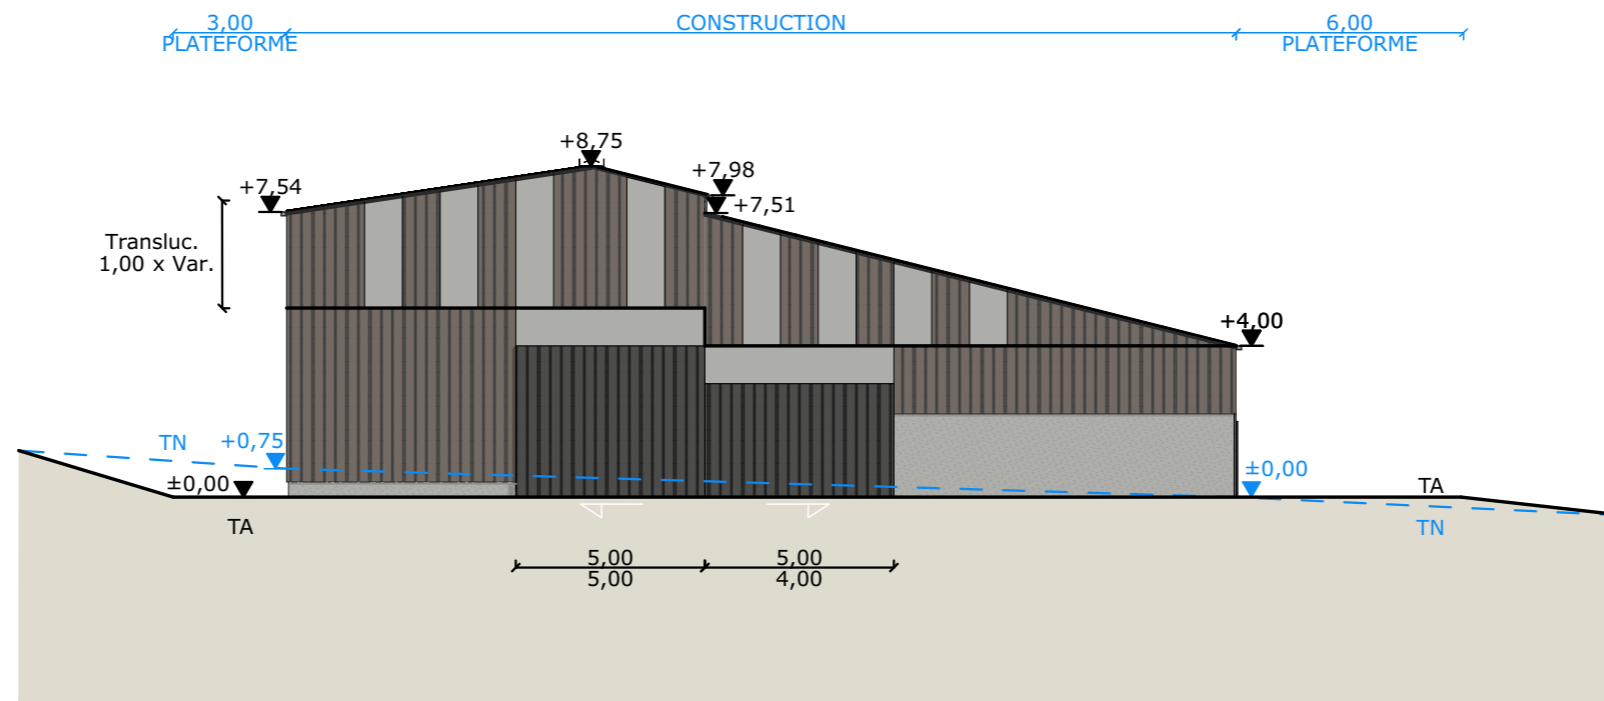 3,00
PLATEFORME
CONSTRUCTION
6,00
PLATEFORME
+8,75
+7,98
+7,54
+7,51
Transluc.
1,00 x Var.
+4,00
TN
+0,75
±0,00
±0,00
TA
TA
TN
5,00
5,00
5,00
4,00